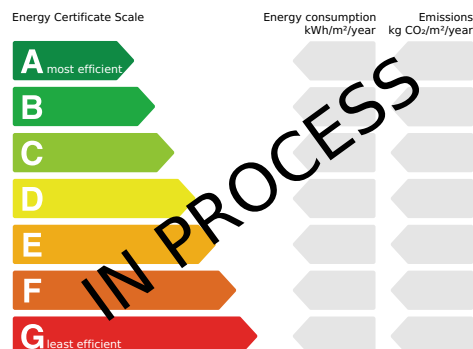 Energy Certificate Scale
Energy consumption
kWh/m²/year
Emissions
kg CO₂/m²/year
A most efficient
B
C
D
E
F
G least efficient
IN PROCESS